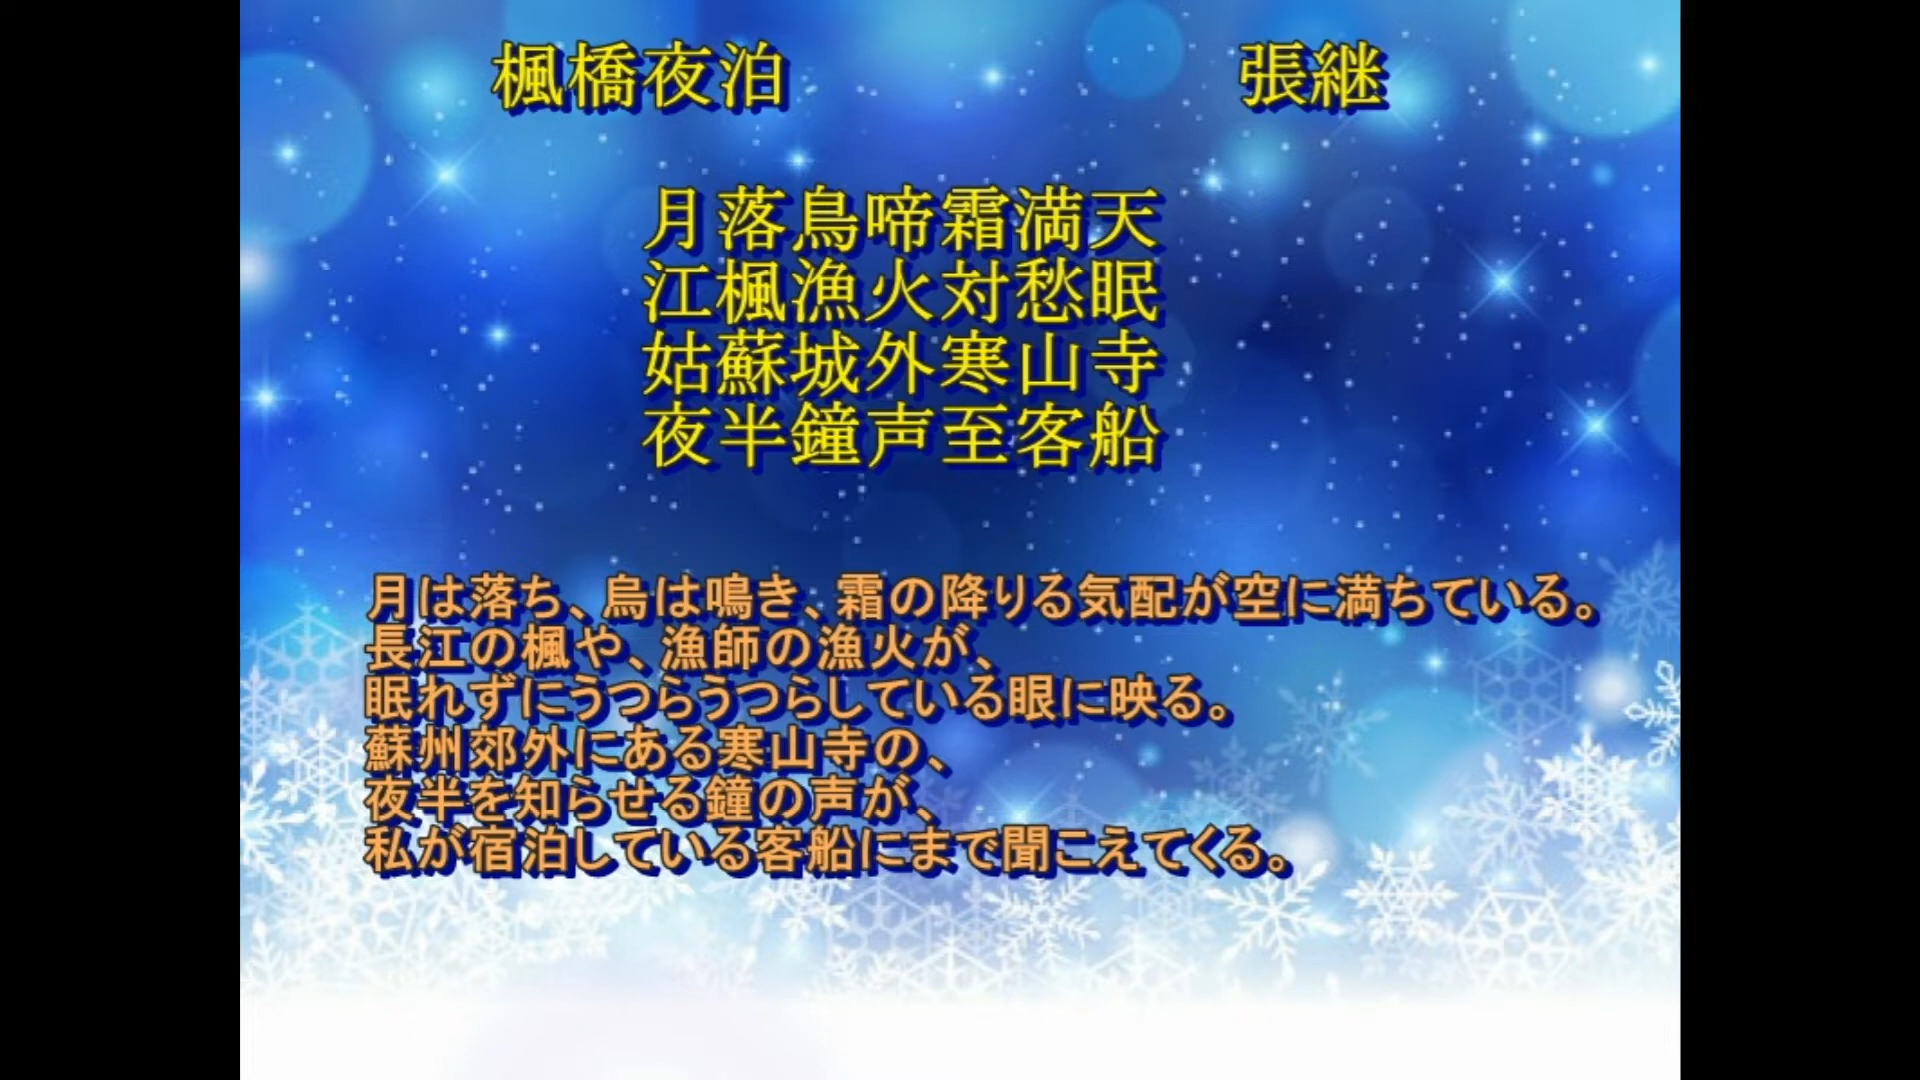 楓橋夜泊 張継
月落鳥啼霜満天
江楓漁火対愁眠
姑蘇城外寒山寺
夜半鐘声至客船
月は落ち、烏は鳴き、霜の降りる気配が空に満ちている。
長江の楓や、漁師の漁火が、
眠れずにうつらうつらしている眼に映る。
蘇州郊外にある寒山寺の、
夜半を知らせる鐘の声が、
私が宿泊している客船にまで聞こえてくる。